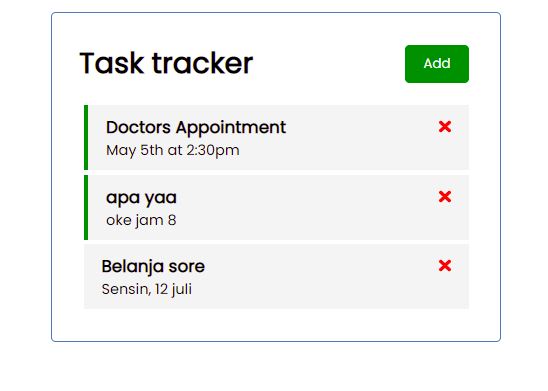 Task tracker
Add
Doctors Appointment
May 5th at 2:30pm
apa yaa
oke jam 8
Belanja sore
Sensin, 12 juli